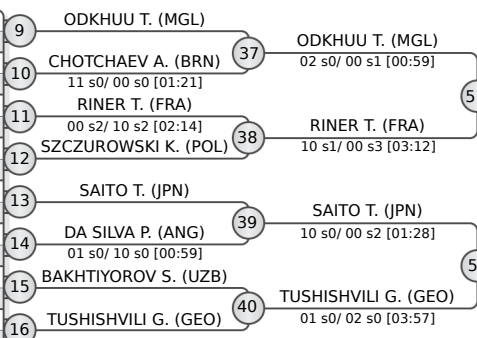 9
ODKHUU T. (MGL)
10
CHOTCHAEV A. (BRN)
11 s0/ 00 s0 [01:21]
37
ODKHUU T. (MGL)
02 s0/ 00 s1 [00:59]
11
RINER T. (FRA)
00 s2/ 10 s2 [02:14]
12
SZCZUROWSKI K. (POL)
38
RINER T. (FRA)
10 s1/ 00 s3 [03:12]
13
SAITO T. (JPN)
14
DA SILVA P. (ANG)
01 s0/ 10 s0 [00:59]
39
SAITO T. (JPN)
10 s0/ 00 s2 [01:28]
15
BAKHTIYOROV S. (UZB)
16
TUSHISHVILI G. (GEO)
40
TUSHISHVILI G. (GEO)
01 s0/ 02 s0 [03:57]